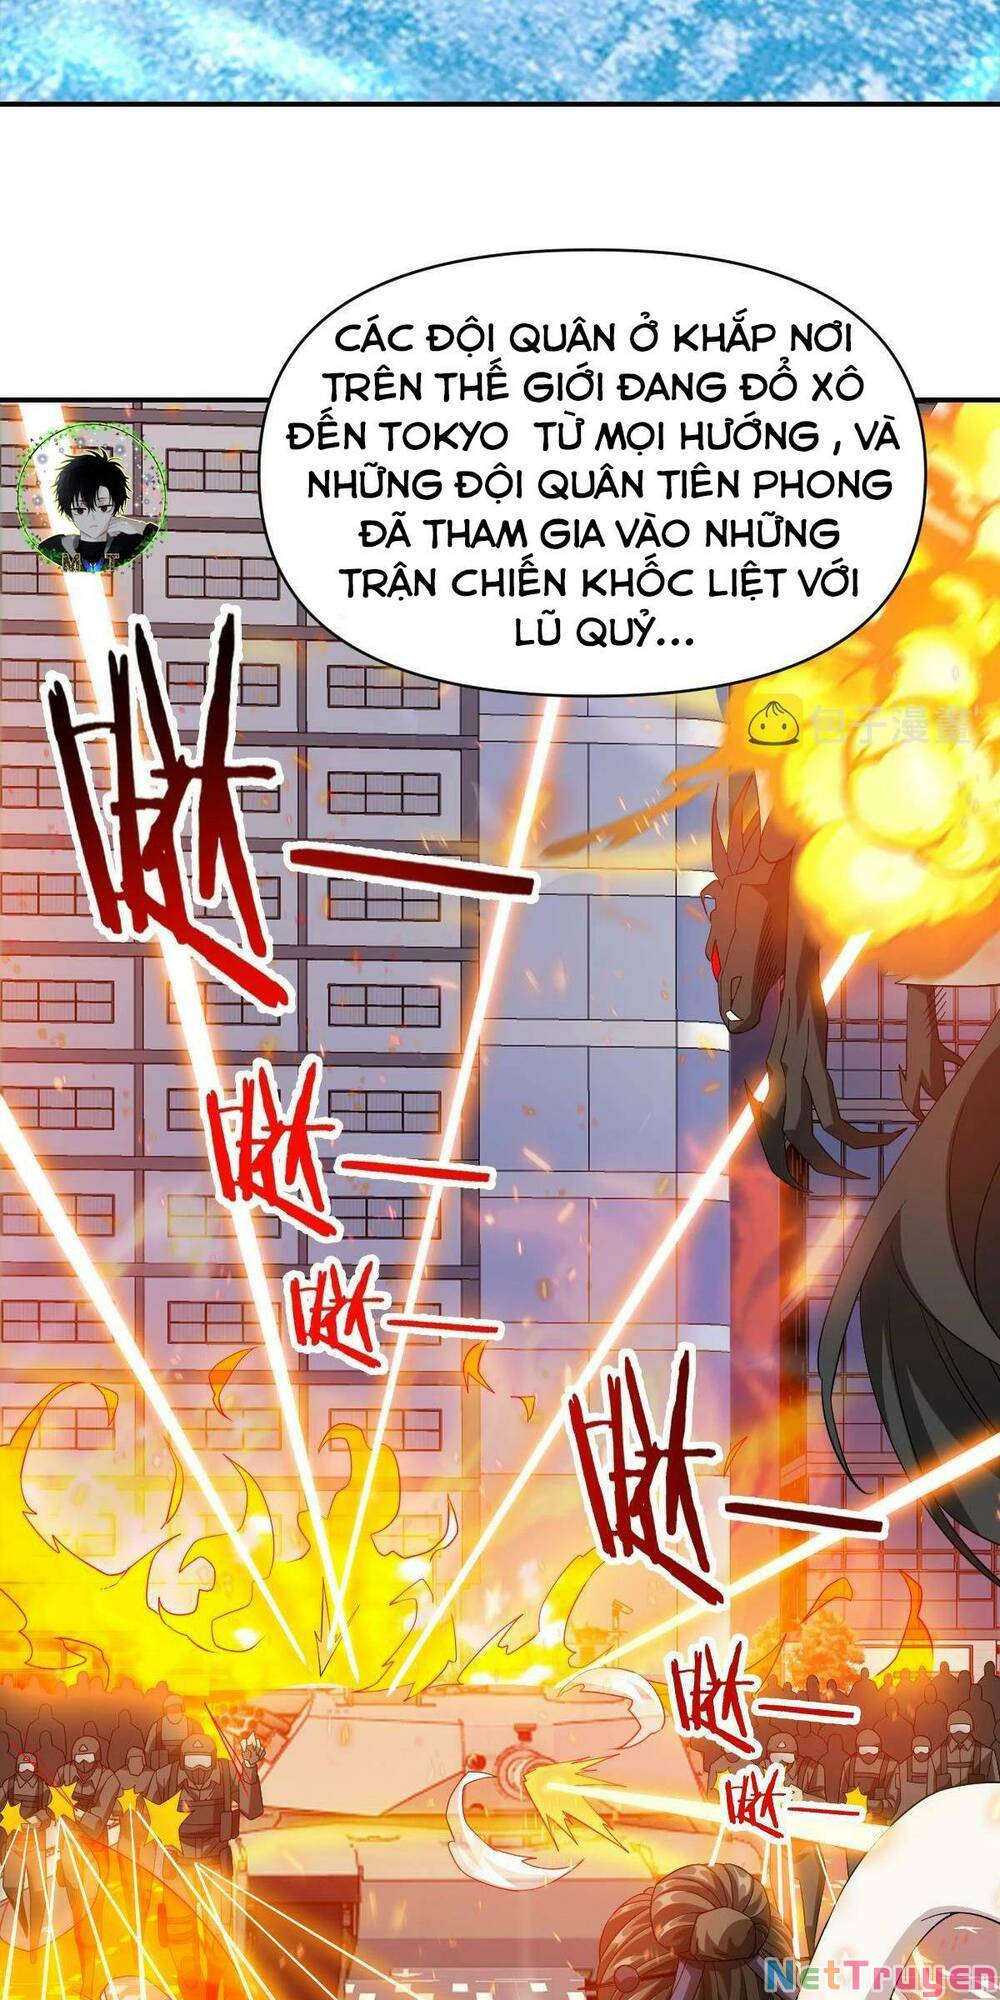 CÁC ĐỘI QUÂN Ở KHẮP NƠI
TRÊN THẾ GIỚI ĐANG ĐỔ XÔ
ĐẾN TOKYO TỪ MỌI HƯỚNG , VÀ
NHỮNG ĐỘI QUÂN TIÊN PHONG
ĐÃ THAM GIA VÀO NHỮNG
TRẬN CHIẾN KHỐC LIỆT VỚI
LŨ QUỶ...
M T
包子漫畫
NetTruyen